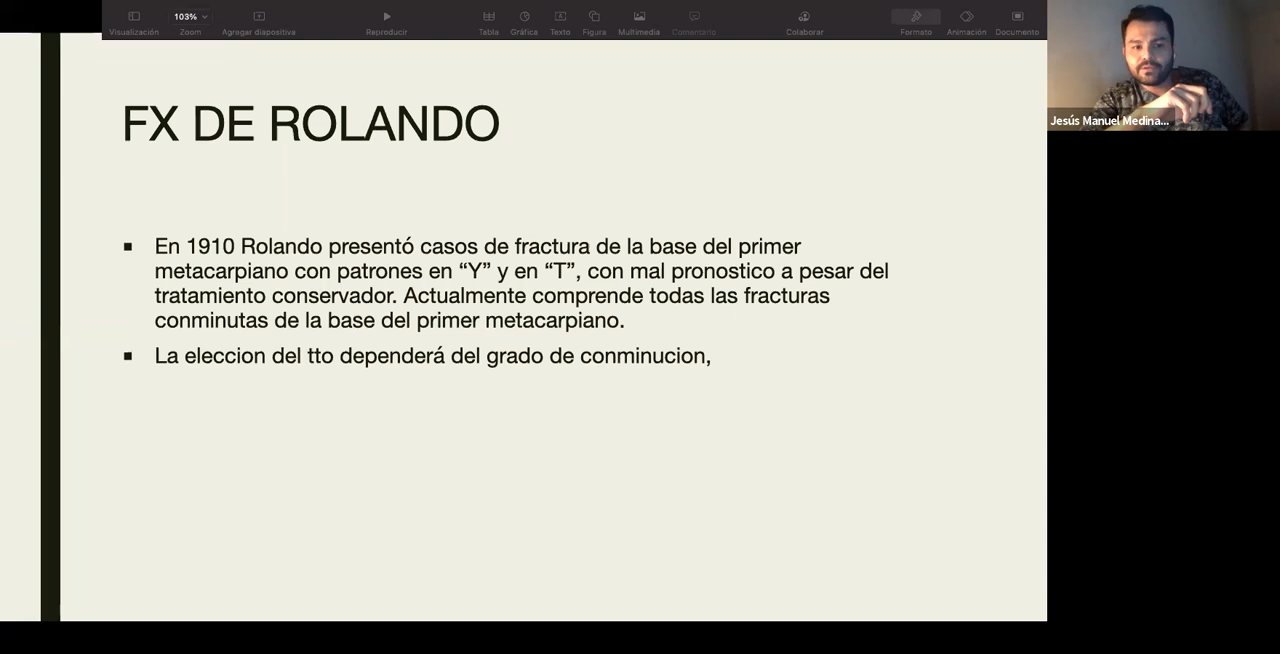 103%
Visualización Zoom Agregar diapositiva Reproducir Tabla Gráfica Texto Figura Multimedia Comentario Colaborar Formato Animación Documento
Jesús Manuel Medina...
FX DE ROLANDO
▪ En 1910 Rolando presentó casos de fractura de la base del primer
metacarpiano con patrones en “Y” y en “T”, con mal pronostico a pesar del
tratamiento conservador. Actualmente comprende todas las fracturas
conminutas de la base del primer metacarpiano.
▪ La eleccion del tto dependerá del grado de conminucion,